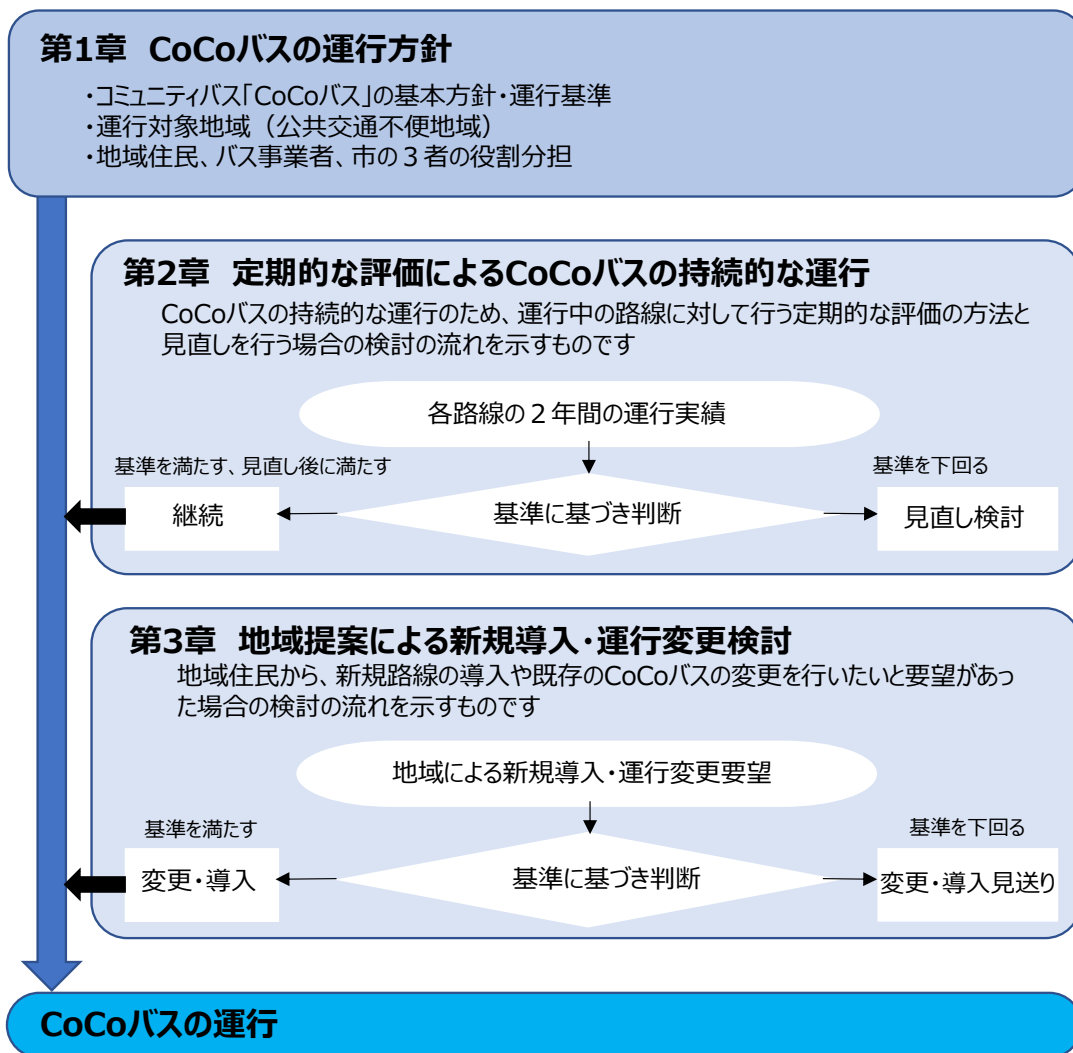 第1章 CoCoバスの運行方針
・コミュニティバス「CoCoバス」の基本方針・運行基準
・運行対象地域（公共交通不便地域）
・地域住民、バス事業者、市の３者の役割分担
第2章 定期的な評価によるCoCoバスの持続的な運行
CoCoバスの持続的な運行のため、運行中の路線に対して行う定期的な評価の方法と
見直しを行う場合の検討の流れを示すものです
各路線の２年間の運行実績
基準を満たす、見直し後に満たす
基準を下回る
継続
基準に基づき判断
見直し検討
第3章 地域提案による新規導入・運行変更検討
地域住民から、新規路線の導入や既存のCoCoバスの変更を行いたいと要望があっ
た場合の検討の流れを示すものです
地域による新規導入・運行変更要望
基準を満たす
基準を下回る
変更・導入
基準に基づき判断
変更・導入見送り
CoCoバスの運行